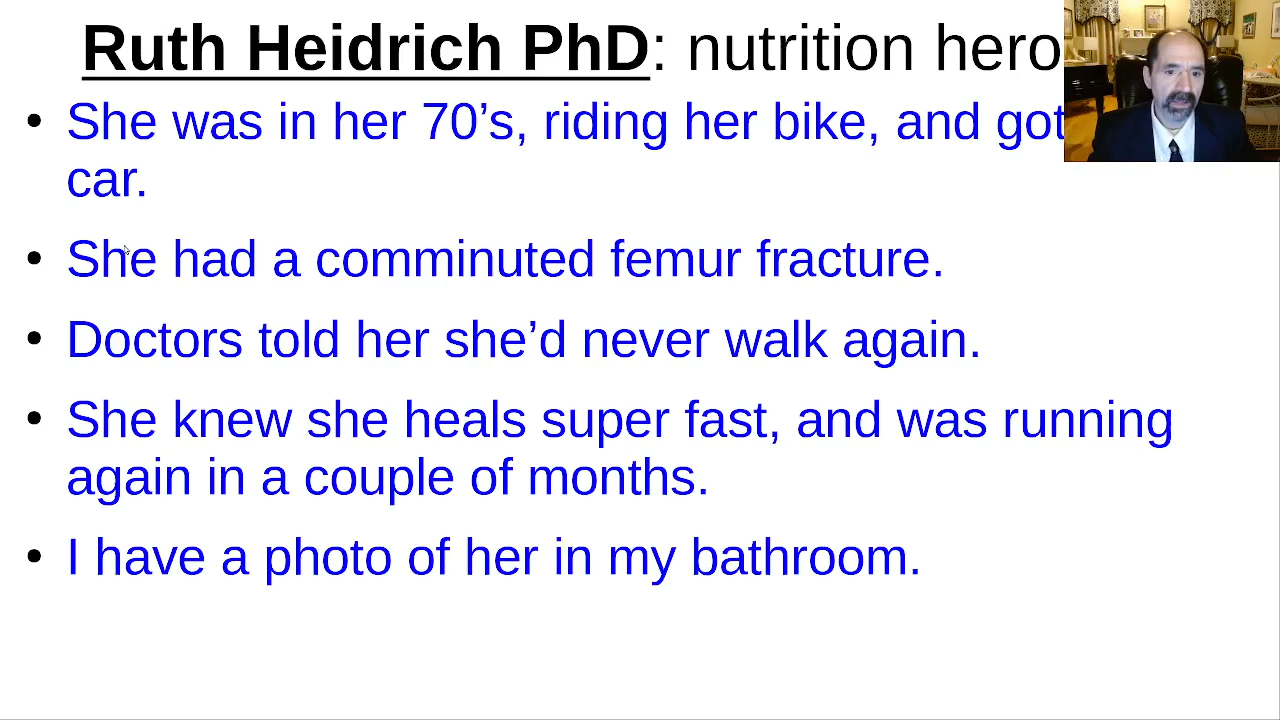 Ruth Heidrich PhD: nutrition hero
• She was in her 70’s, riding her bike, and got
car.
• She had a comminuted femur fracture.
• Doctors told her she’d never walk again.
• She knew she heals super fast, and was running
again in a couple of months.
• I have a photo of her in my bathroom.